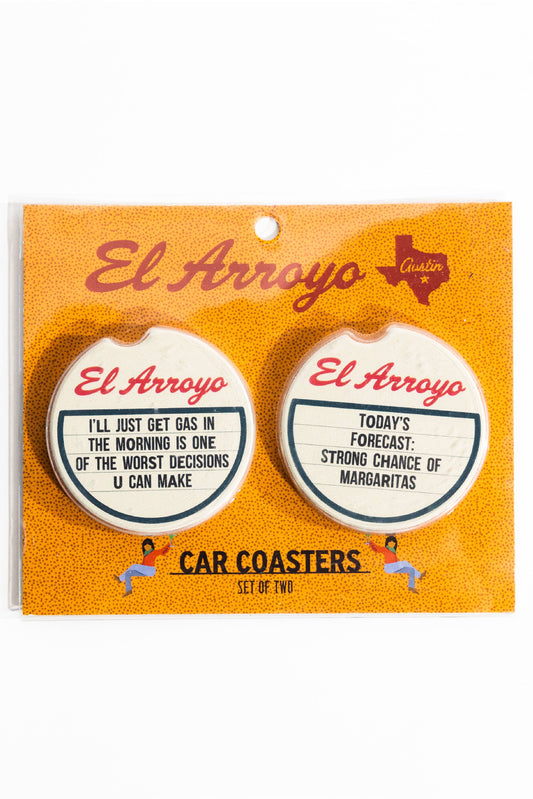 El Arroyo
Austin
El Arroyo
I'LL JUST GET GAS IN
THE MORNING IS ONE
OF THE WORST DECISIONS
U CAN MAKE
El Arroyo
TODAY'S
FORECAST:
STRONG CHANCE OF
MARGARITAS
CAR COASTERS
SET OF TWO